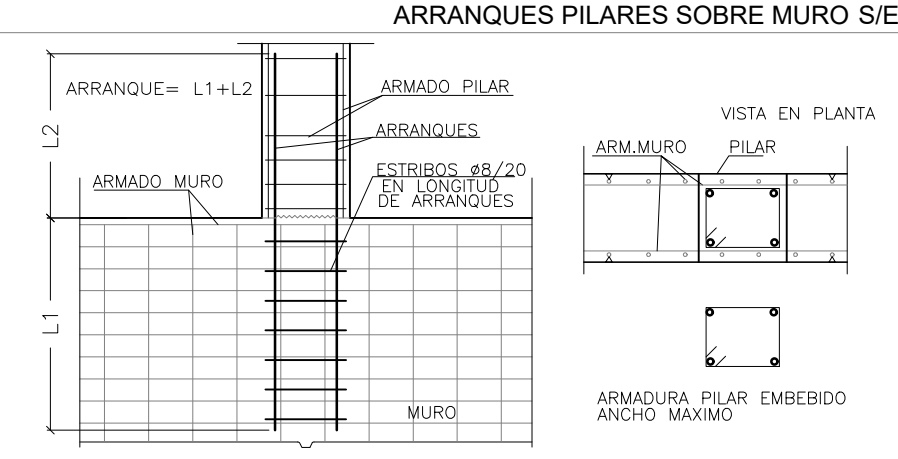 ARRANQUES PILARES SOBRE MURO S/E
ARRANQUE= L1+L2
ARMADO PILAR
ARRANQUES
ESTRIBOS ø8/20
EN LONGITUD
DE ARRANQUES
ARMADO MURO
L2
L1
MURO
VISTA EN PLANTA
ARM.MURO
PILAR
ARMADURA PILAR EMBEBIDO
ANCHO MAXIMO